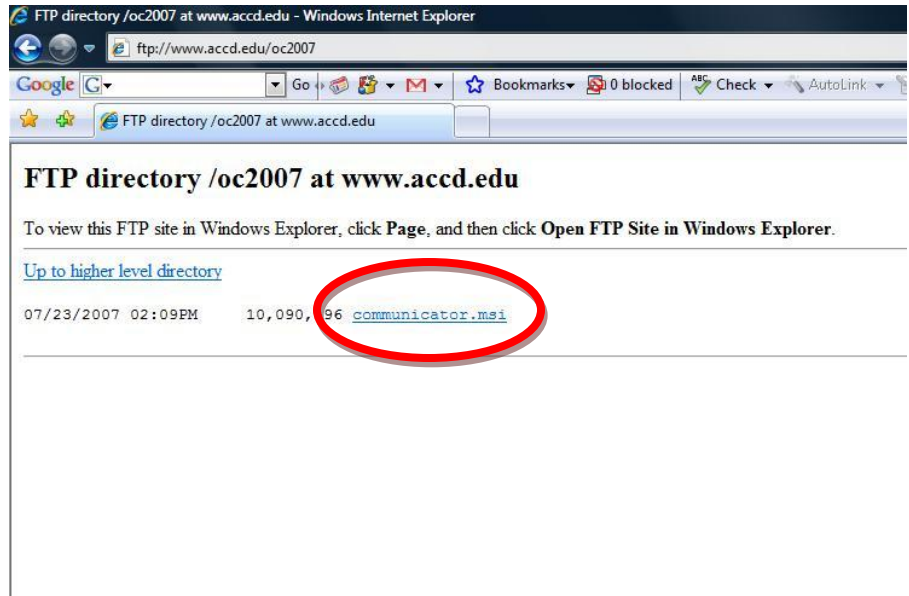 FTP directory /oc2007 at www.accd.edu - Windows Internet Explorer
ftp://www.accd.edu/oc2007
Google G Go Bookmarks 0 blocked ABC Check AutoLink
FTP directory /oc2007 at www.accd.edu
FTP directory /oc2007 at www.accd.edu
To view this FTP site in Windows Explorer, click Page, and then click Open FTP Site in Windows Explorer.
Up to higher level directory
07/23/2007 02:09PM 10,090, 96 communicator.msi